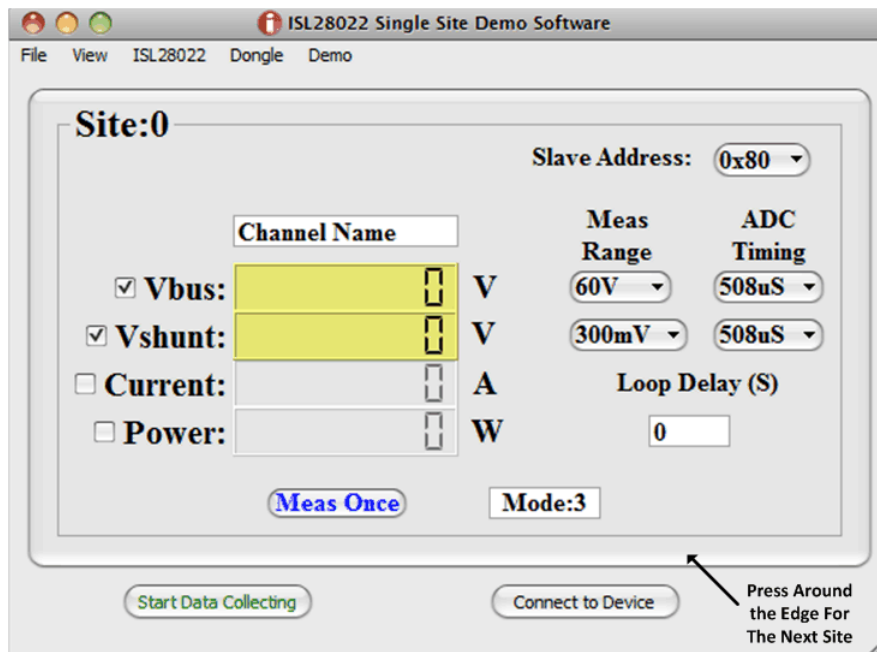 ISL28022 Single Site Demo Software
File View ISL28022 Dongle Demo
Site:0
Slave Address: 0x80
Channel Name
Meas Range
ADC Timing
Vbus: 0 V 60V 508uS
Vshunt: 0 V 300mV 508uS
Current: 0 A Loop Delay (S)
Power: 0 W 0
Meas Once Mode:3
Start Data Collecting Connect to Device
Press Around
the Edge For
The Next Site